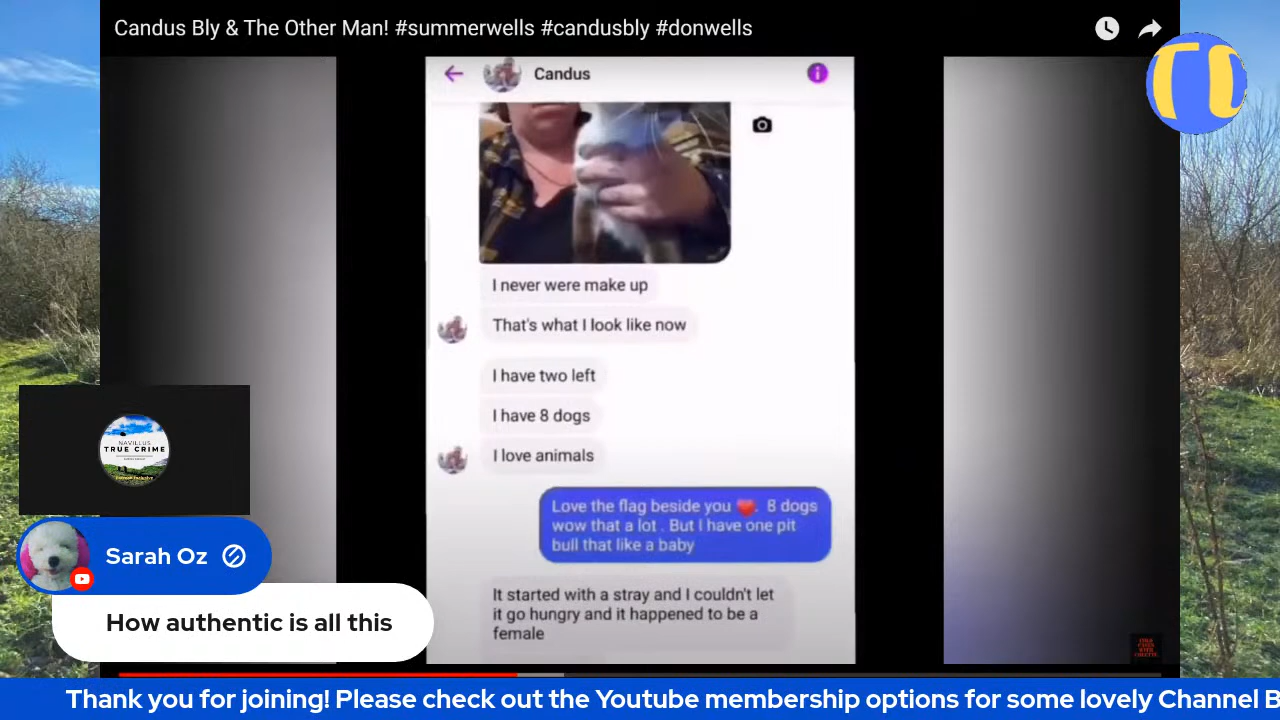 Candus Bly & The Other Man! #summerwells #candusbly #donwells
Candus
I never were make up
That's what I look like now
I have two left
I have 8 dogs
I love animals
Love the flag beside you ❤️. 8 dogs
wow that a lot . But I have one pit
bull that like a baby
It started with a stray and I couldn't let
it go hungry and it happened to be a
female
NAVILLUS
TRUE CRIME
Sarah Oz
How authentic is all this
Thank you for joining! Please check out the Youtube membership options for some lovely Channel B